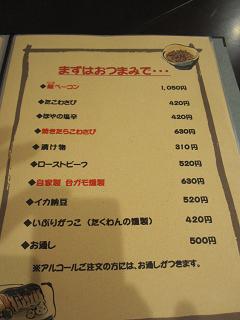 まずはおつまみで・・・
◆ ベーコン 1,050円
◆たこわさび 420円
◆ほやの塩辛 420円
◆焼きたらこわさび 630円
◆漬け物 310円
◆ローストビーフ 520円
◆自家製 合ガモ燻製 630円
◆イカ納豆 520円
◆いぶりがっこ（たくわんの燻製） 420円
◆お通し 500円
※アルコールご注文の方には、お通しがつきます。